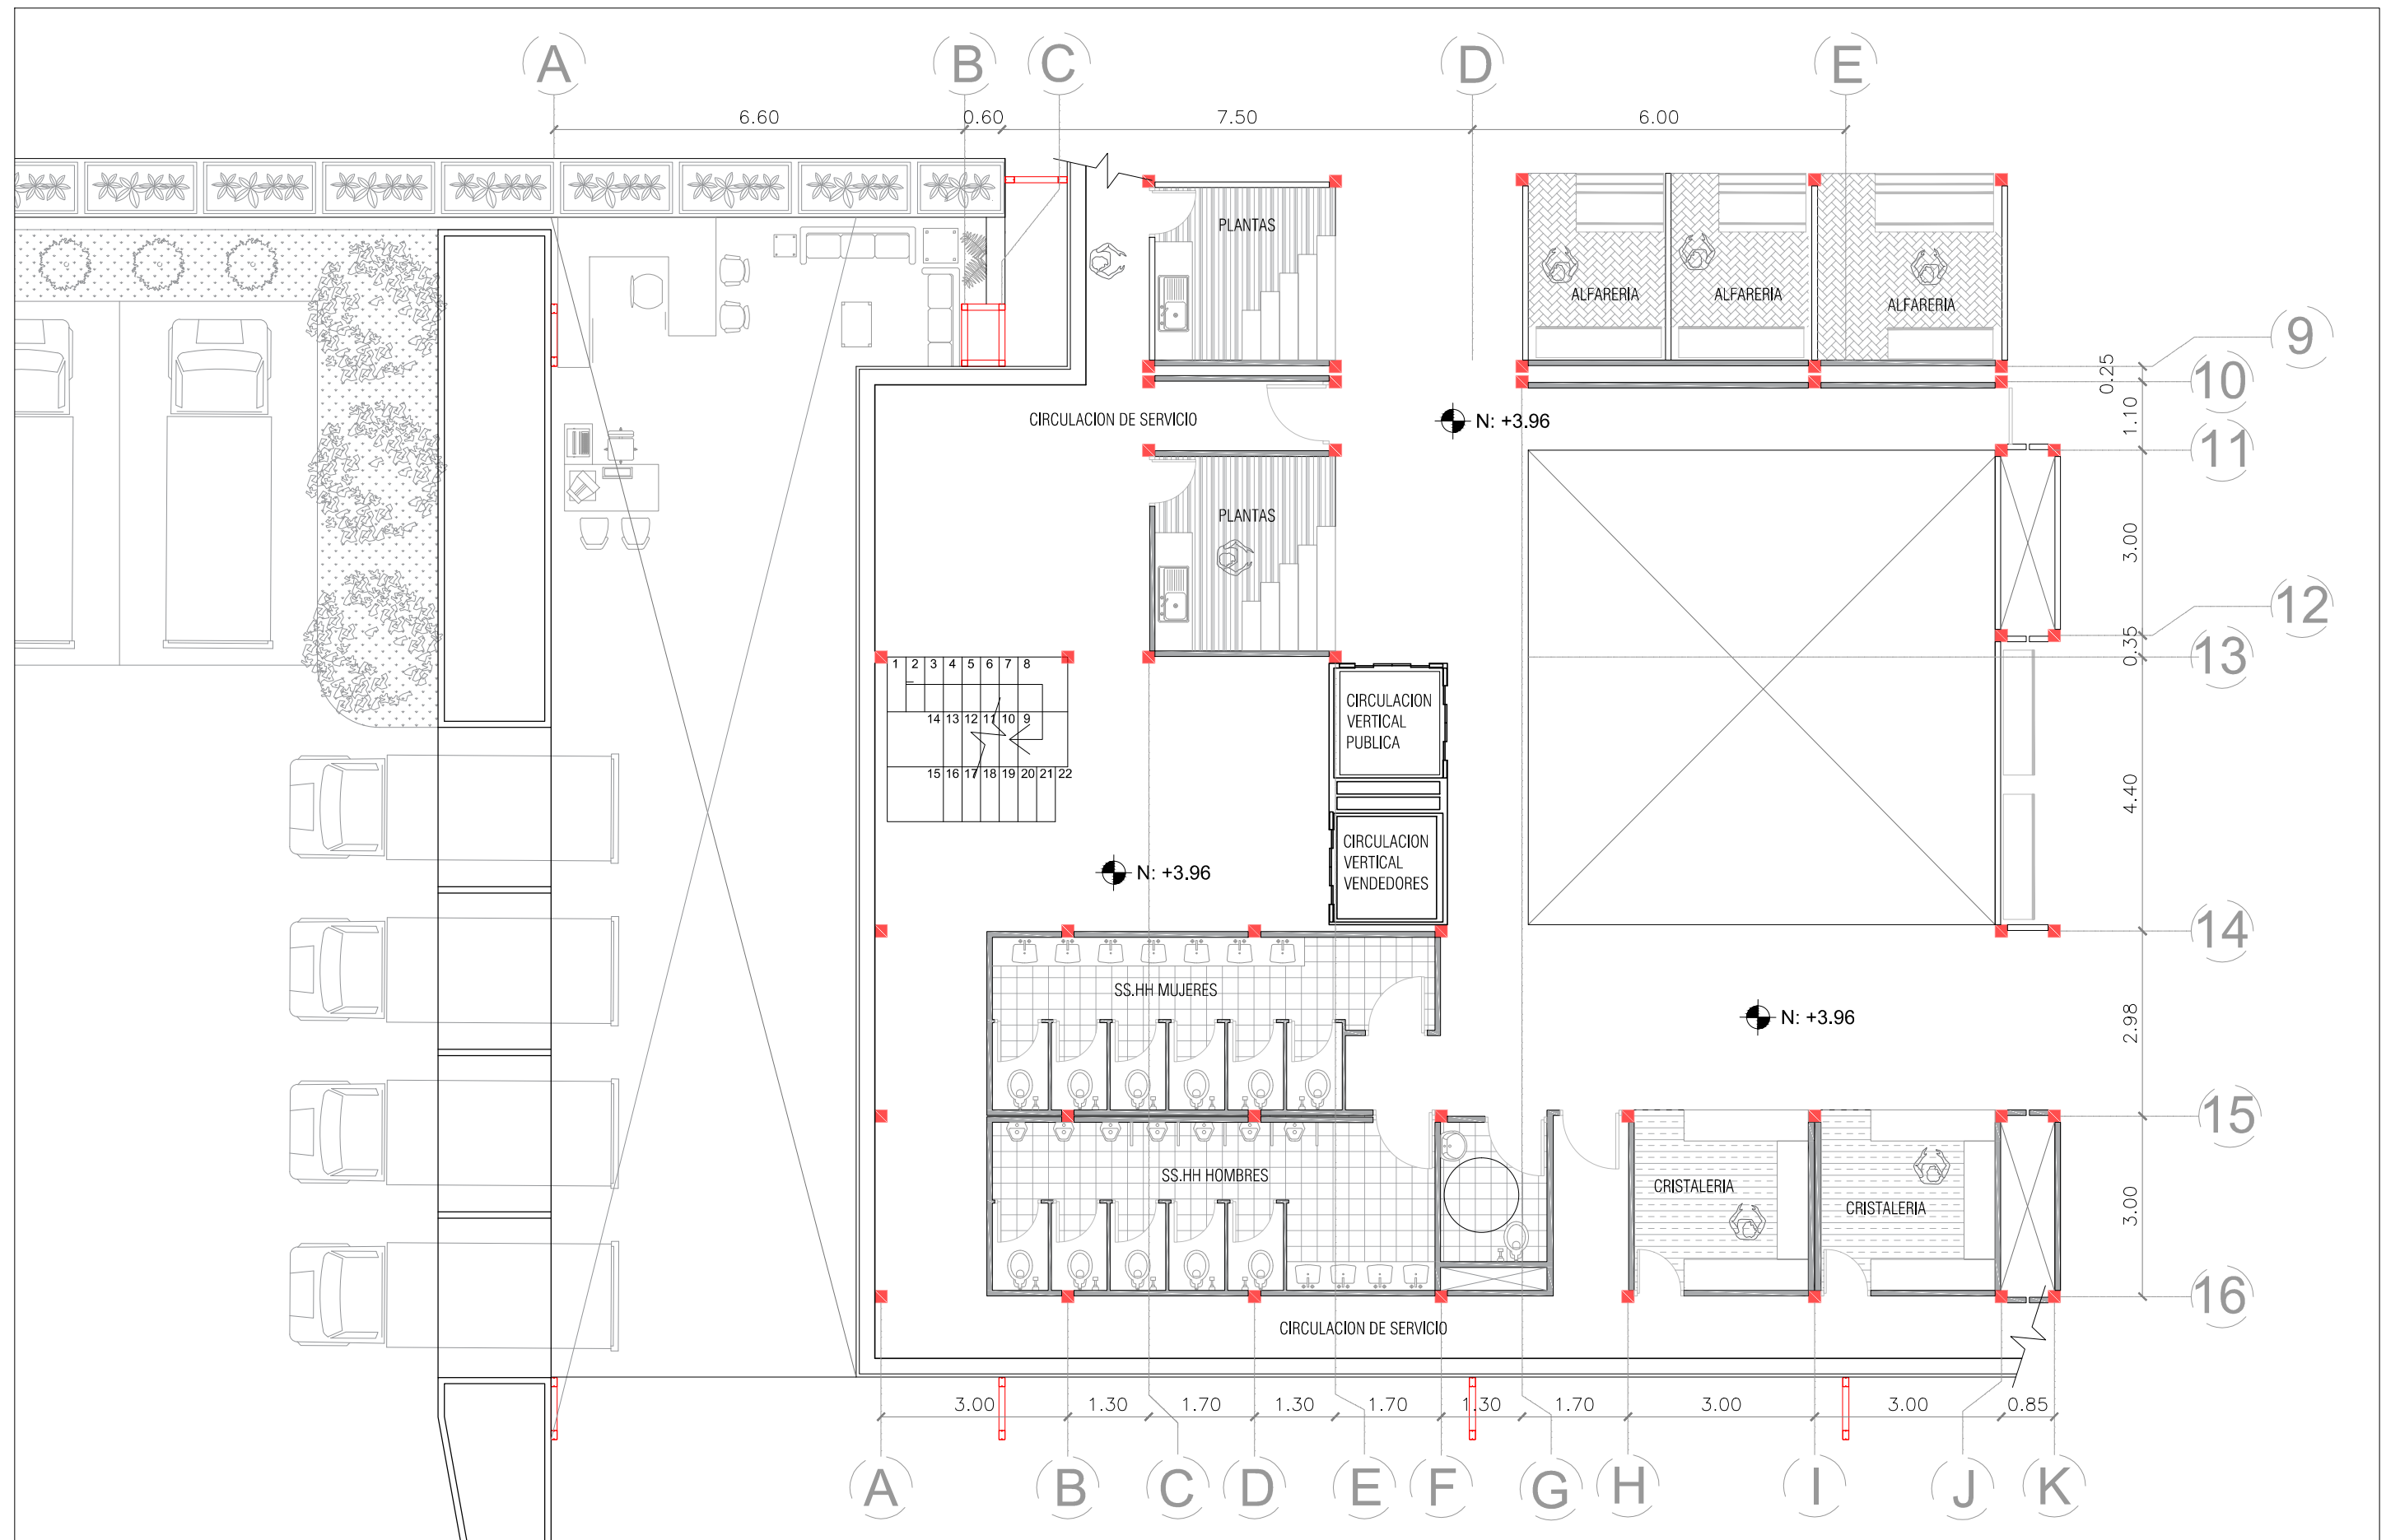 A B C D E
6.60 0.60 7.50 6.00
PLANTAS
ALFARERIA ALFARERIA ALFARERIA
9
0.25
10
CIRCULACION DE SERVICIO
N: +3.96
1.10
11
PLANTAS
3.00
12
0.35
13
1 2 3 4 5 6 7 8
14 13 12 11 10 9
15 16 17 18 19 20 21 22
CIRCULACION
VERTICAL
PUBLICA
4.40
CIRCULACION
VERTICAL
VENDEDORES
N: +3.96
14
SS.HH MUJERES
N: +3.96
2.98
15
SS.HH HOMBRES
CRISTALERIA
CRISTALERIA
3.00
16
CIRCULACION DE SERVICIO
3.00 1.30 1.70 1.30 1.70 1.30 1.70 3.00 3.00 0.85
A B C D E F G H I J K